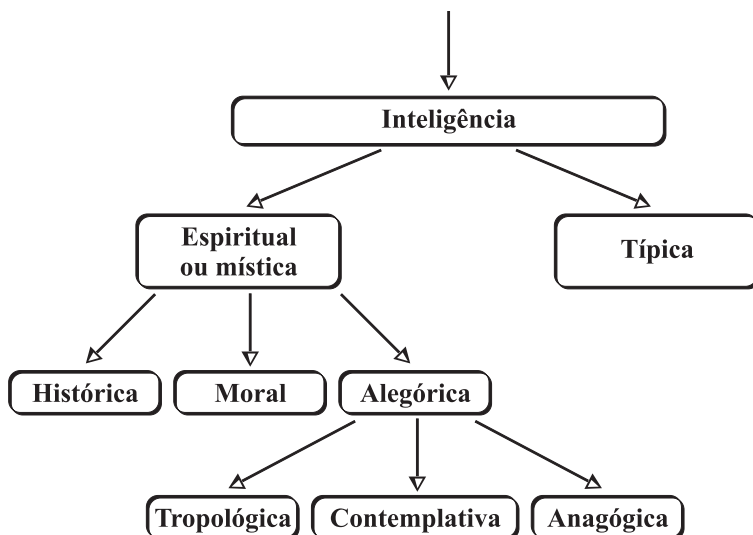 Inteligência
Espiritual
ou mística
Típica
Histórica
Moral
Alegórica
Tropológica
Contemplativa
Anagógica